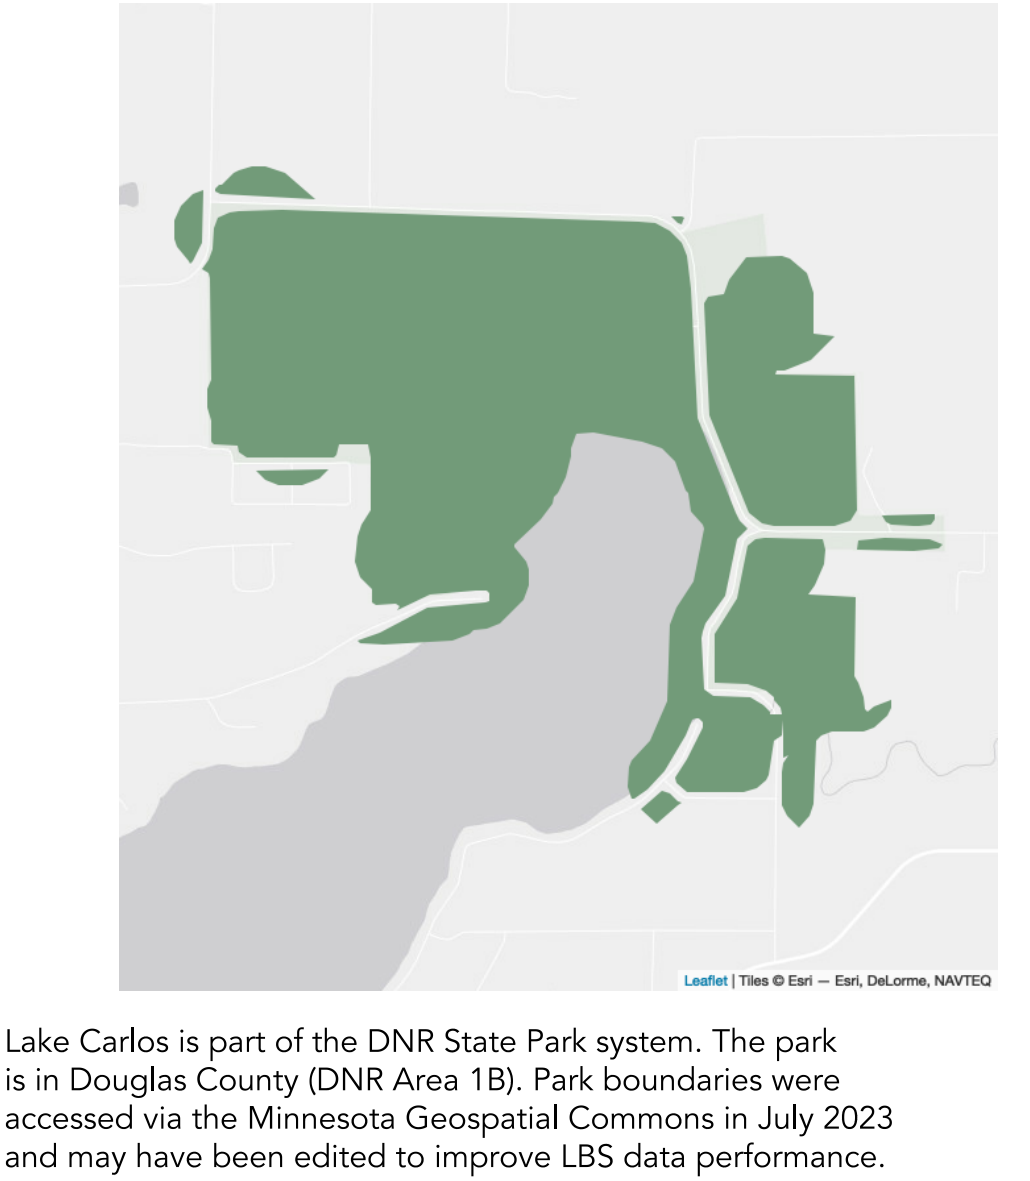 Leaflet | Tiles © Esri — Esri, DeLorme, NAVTEQ
Lake Carlos is part of the DNR State Park system. The park
is in Douglas County (DNR Area 1B). Park boundaries were
accessed via the Minnesota Geospatial Commons in July 2023
and may have been edited to improve LBS data performance.